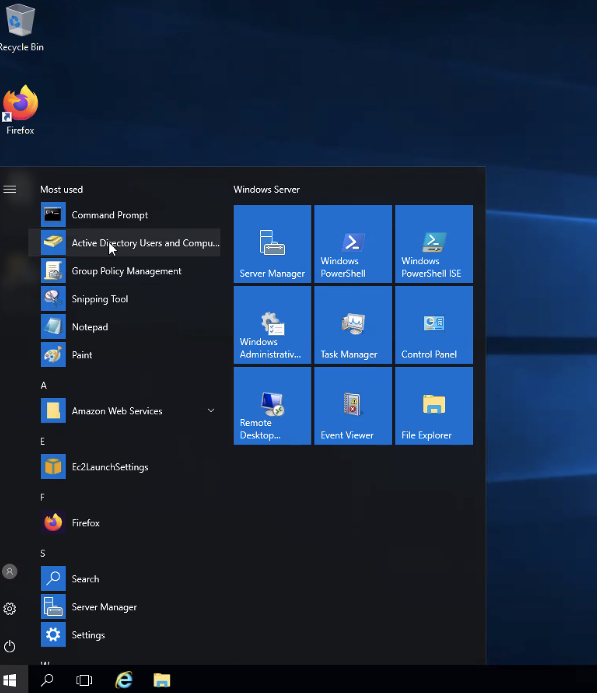 Recycle Bin
Firefox
Most used
Command Prompt
Active Directory Users and Compu...
Group Policy Management
Snipping Tool
Notepad
Paint
A
Amazon Web Services
E
Ec2LaunchSettings
F
Firefox
S
Search
Server Manager
Settings
Windows Server
Server Manager
Windows
PowerShell
Windows
PowerShell ISE
Windows
Administrativ...
Task Manager
Control Panel
Remote
Desktop...
Event Viewer
File Explorer